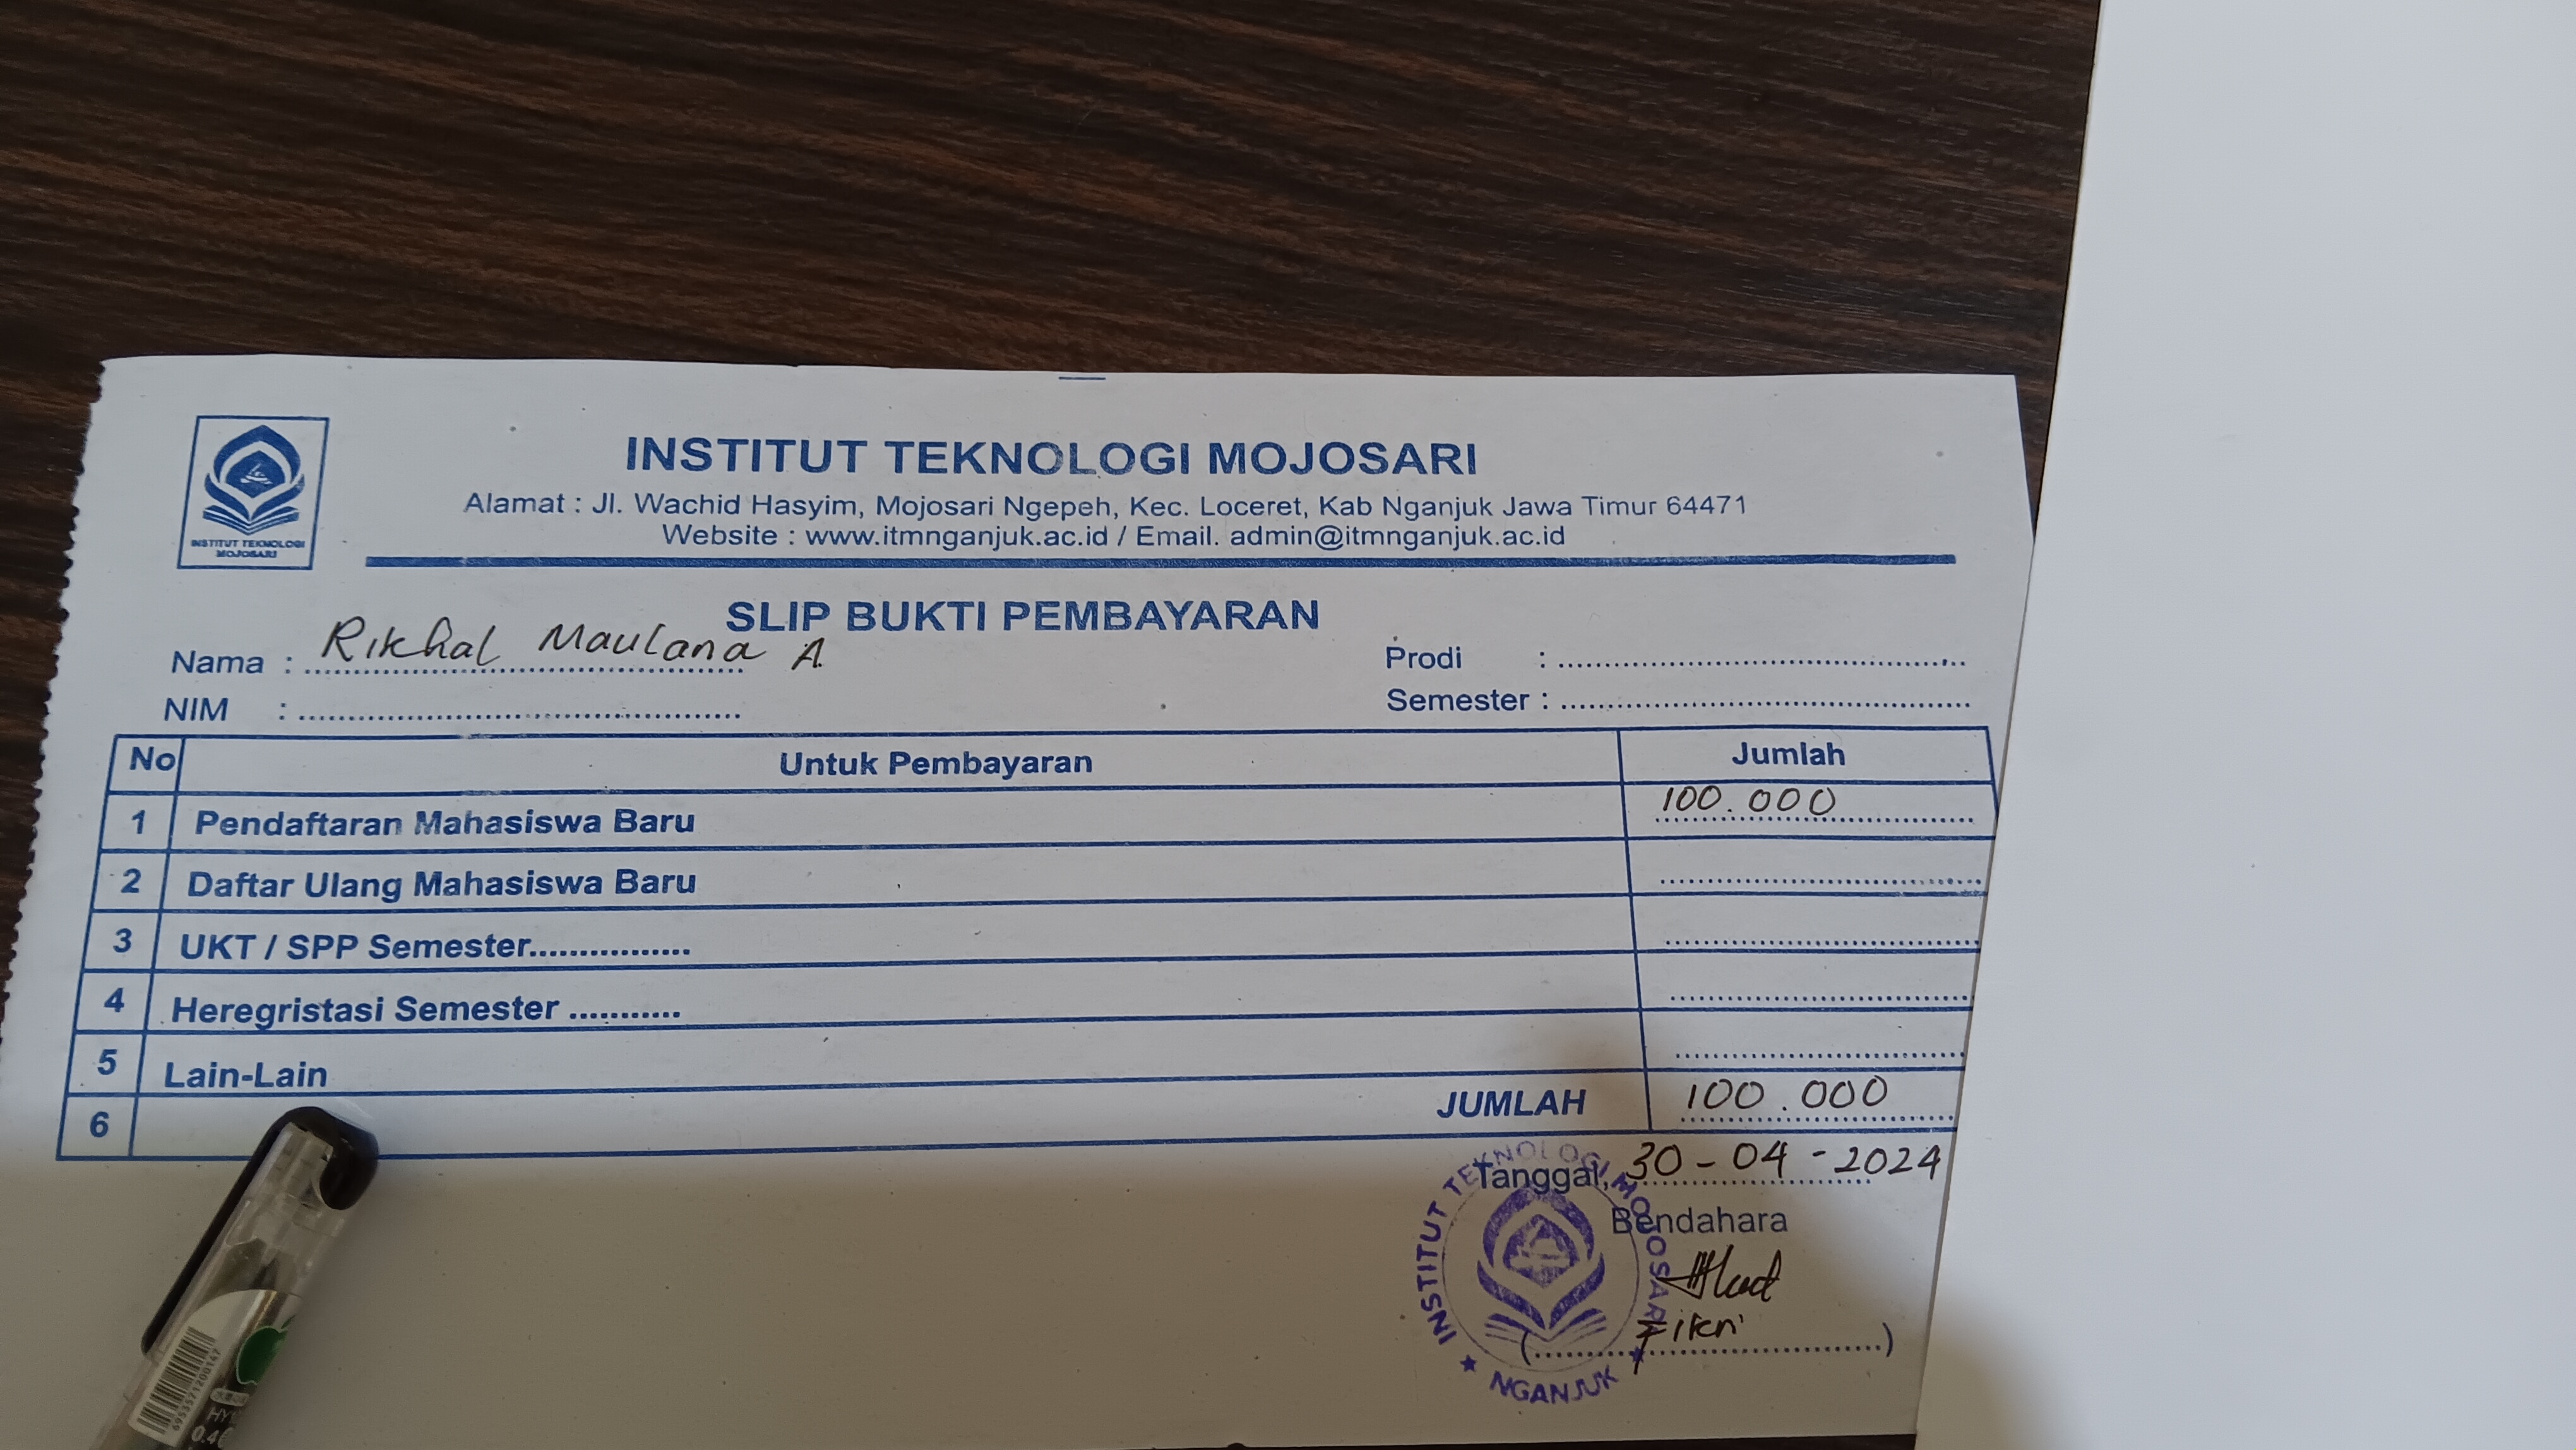 INSTITUT TEKNOLOGI MOJOSARI
Alamat : Jl. Wachid Hasyim, Mojosari Ngepeh, Kec. Loceret, Kab Nganjuk Jawa Timur 64471
Website : www.itmnganjuk.ac.id / Email. admin@itmnganjuk.ac.id
INSTITUT TEKNOLOGI
MOJOSARI
SLIP BUKTI PEMBAYARAN
Nama : Rikhal Maulana A.
Prodi :
NIM :
Semester :
No Untuk Pembayaran Jumlah
1 Pendaftaran Mahasiswa Baru 100.000
2 Daftar Ulang Mahasiswa Baru
3 UKT / SPP Semester................
4 Heregristasi Semester ...........
5 Lain-Lain
6 JUMLAH 100.000
Tanggal, 30-04-2024
Bendahara
Fikri
(.....................................)
INSTITUT TEKNOLOGI MOJOSARI
★ NGANJUK ★
6953571200147
0.4